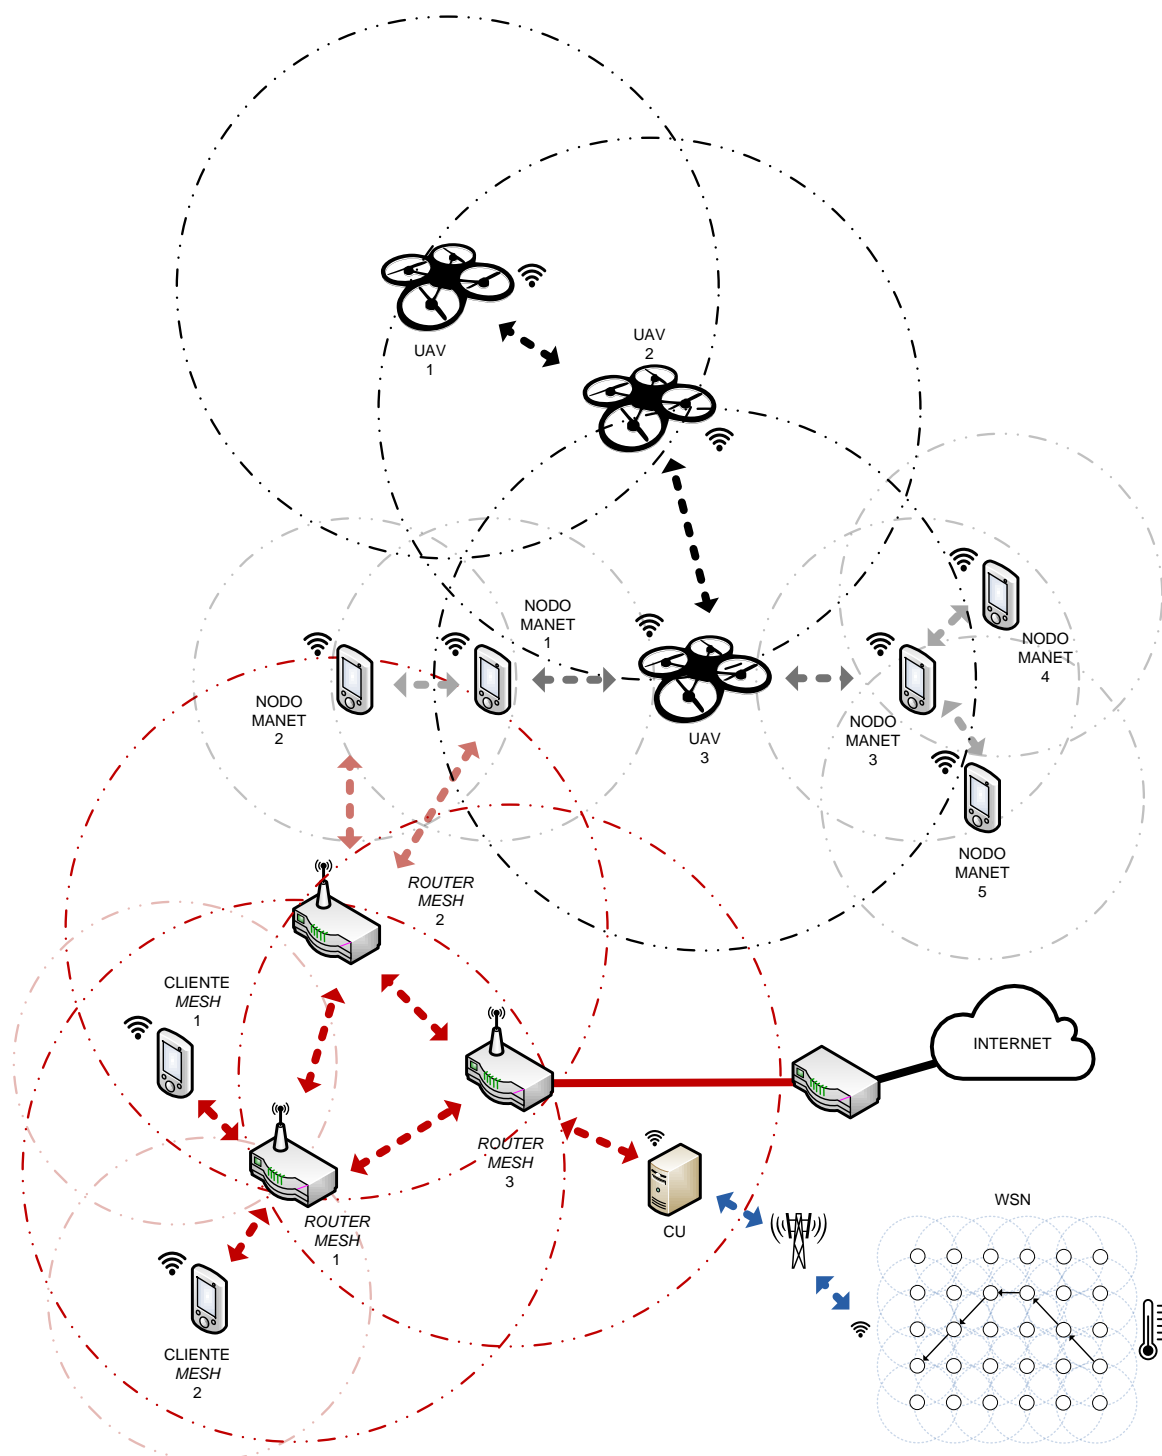 UAV
1
UAV
2
NODO
MANET
1
NODO
MANET
2
UAV
3
NODO
MANET
3
NODO
MANET
4
NODO
MANET
5
ROUTER
MESH
2
CLIENTE
MESH
1
ROUTER
MESH
3
INTERNET
ROUTER
MESH
1
CU
WSN
CLIENTE
MESH
2